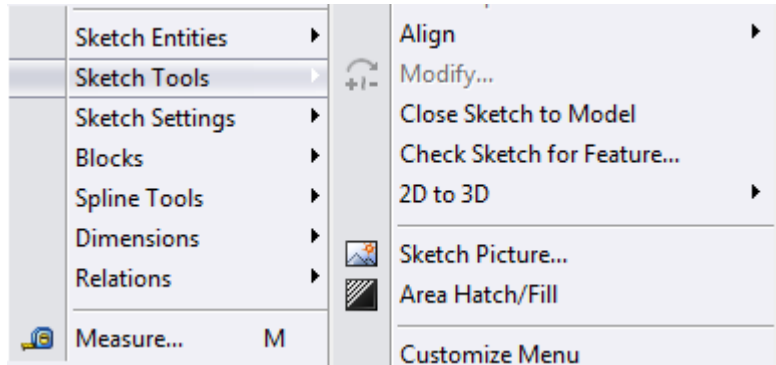 Sketch Entities
Sketch Tools
Sketch Settings
Blocks
Spline Tools
Dimensions
Relations
Measure... M
Align
Modify...
Close Sketch to Model
Check Sketch for Feature...
2D to 3D
Sketch Picture...
Area Hatch/Fill
Customize Menu